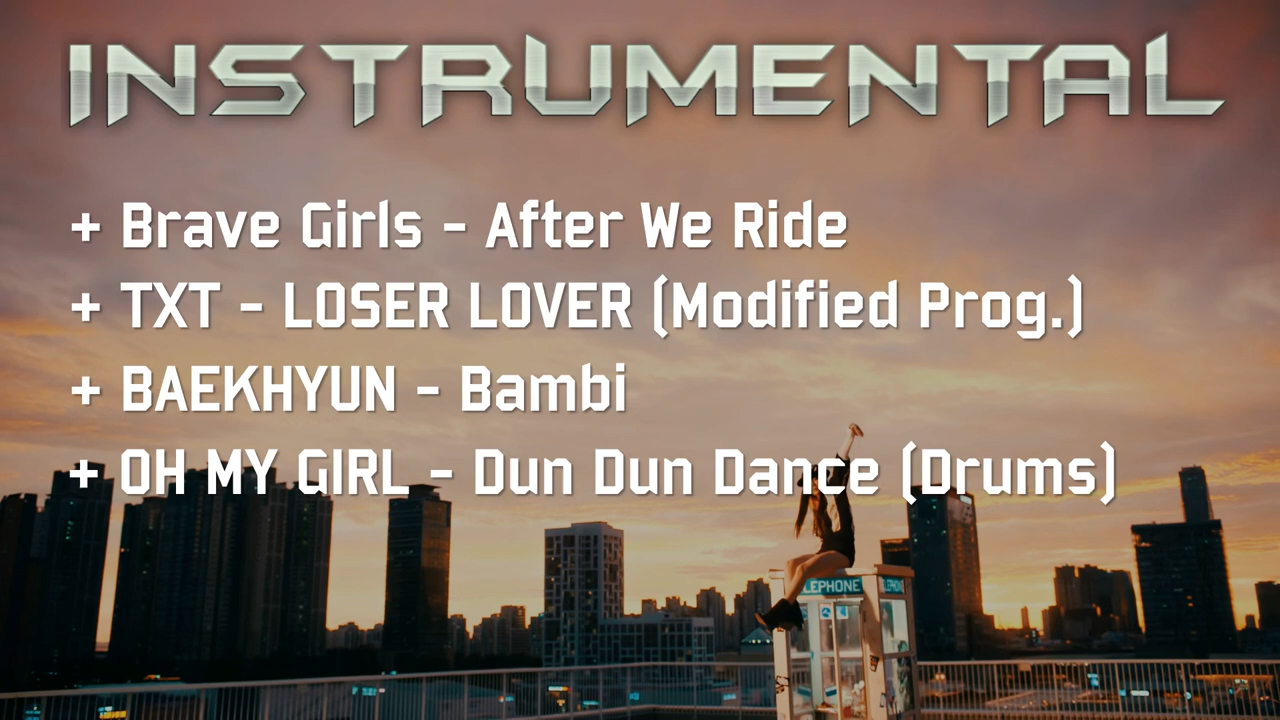 INSTRUMENTAL
+ Brave Girls - After We Ride
+ TXT - LOSER LOVER (Modified Prog.)
+ BAEKHYUN - Bambi
+ OH MY GIRL - Dun Dun Dance (Drums)
LEPHONE